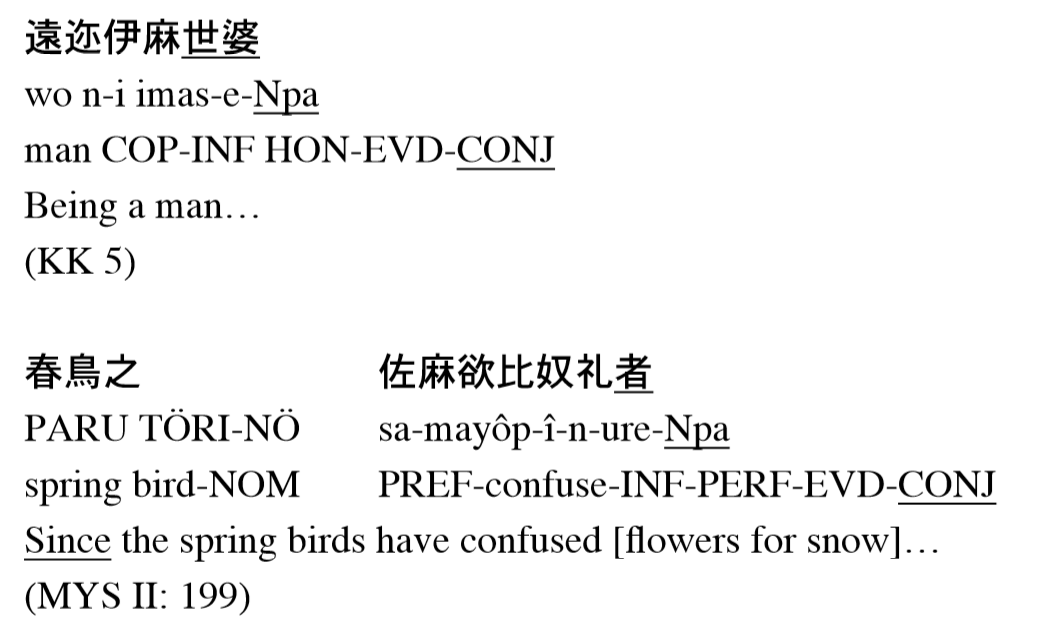 遠迩伊麻世婆
wo n-i imas-e-Npa
man COP-INF HON-EVD-CONJ
Being a man…
(KK 5)
春鳥之 佐麻欲比奴礼者
PARU TÖRI-NÖ sa-mayôp-î-n-ure-Npa
spring bird-NOM PREF-confuse-INF-PERF-EVD-CONJ
Since the spring birds have confused [flowers for snow]…
(MYS II: 199)